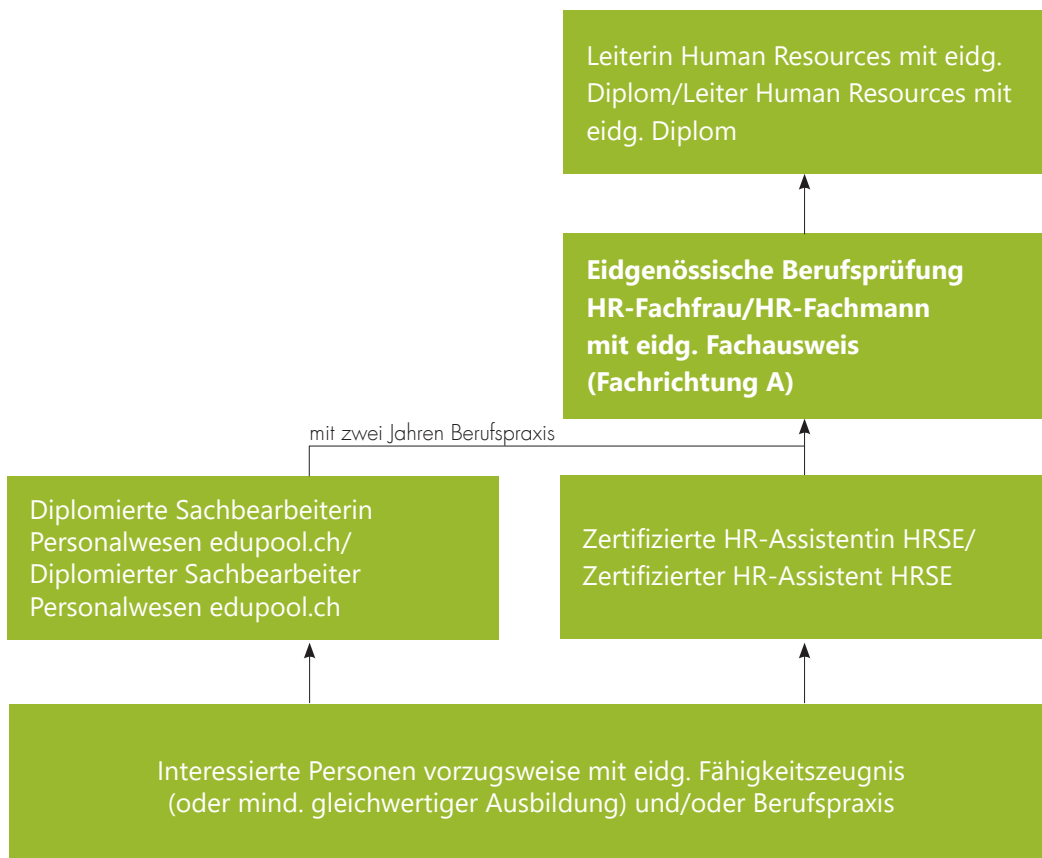 Leiterin Human Resources mit eidg.
Diplom/Leiter Human Resources mit
eidg. Diplom
Eidgenössische Berufsprüfung
HR-Fachfrau/HR-Fachmann
mit eidg. Fachausweis
(Fachrichtung A)
mit zwei Jahren Berufspraxis
Diplomierte Sachbearbeiterin
Personalwesen edupool.ch/
Diplomierter Sachbearbeiter
Personalwesen edupool.ch
Zertifizierte HR-Assistentin HRSE/
Zertifizierter HR-Assistent HRSE
Interessierte Personen vorzugsweise mit eidg. Fähigkeitszeugnis
(oder mind. gleichwertiger Ausbildung) und/oder Berufspraxis